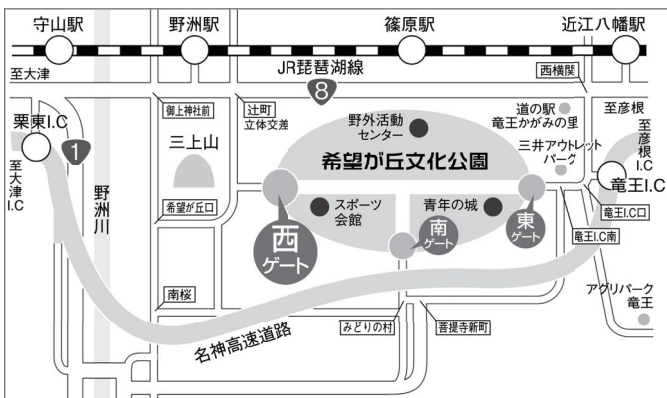 守山駅
野洲駅
篠原駅
近江八幡駅
至大津
JR琵琶湖線
8
西横関
御上神社前
辻町
立体交差
野外活動
センター
道の駅
竜王かがみの里
至彦根
栗東I.C
1
三上山
希望が丘文化公園
三井アウトレット
パーク
至彦根I.C
至大津I.C
竜王I.C
野洲川
希望が丘口
スポーツ
会館
青年の城
竜王I.C口
西
ゲート
南
ゲート
東
ゲート
竜王I.C南
南桜
アグリパーク
竜王
名神高速道路
みどりの村
菩提寺新町